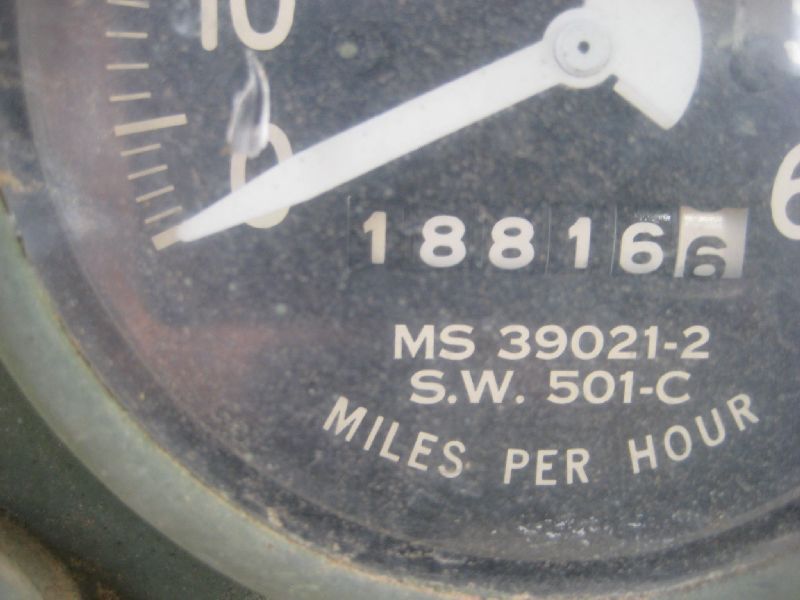 10
0
6
188166
MS 39021-2
S.W. 501-C
MILES PER HOUR